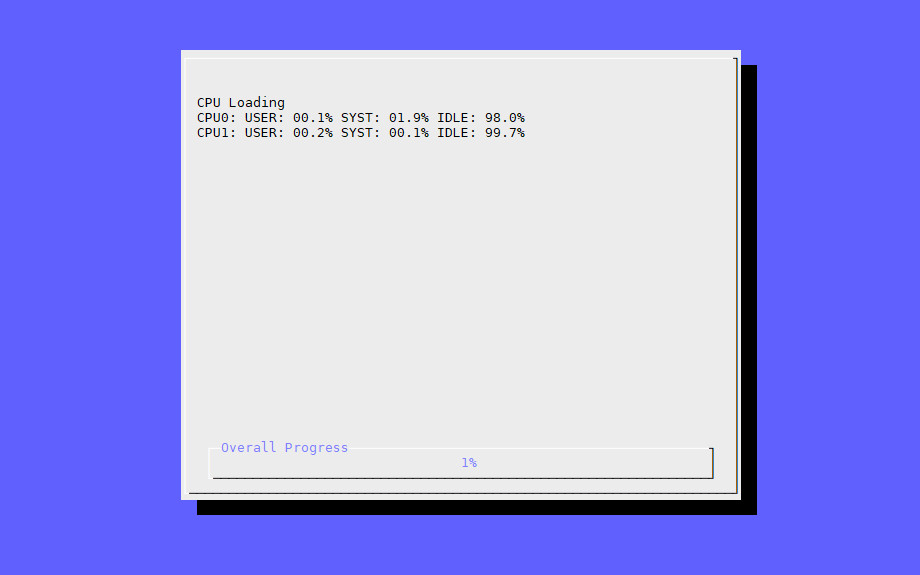 CPU Loading
CPU0: USER: 00.1% SYST: 01.9% IDLE: 98.0%
CPU1: USER: 00.2% SYST: 00.1% IDLE: 99.7%
Overall Progress
1%